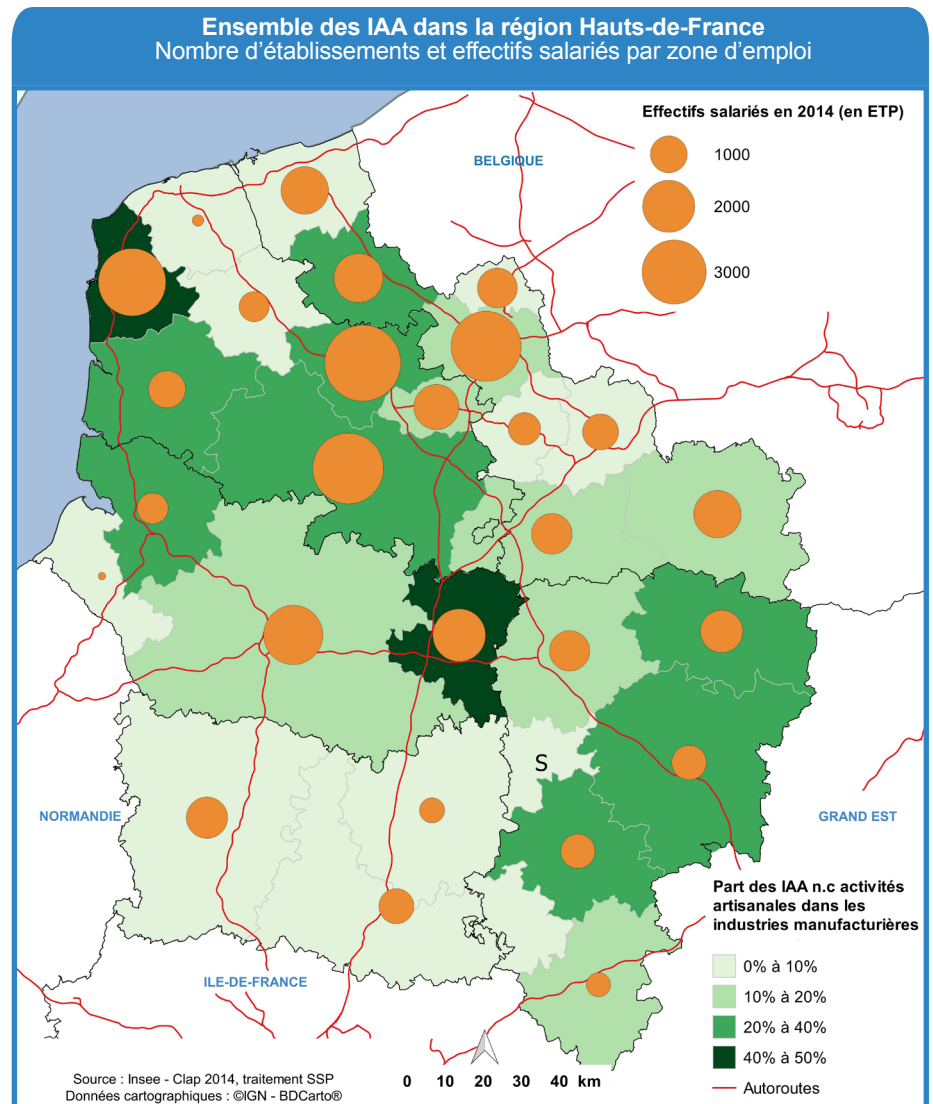 Ensemble des IAA dans la région Hauts-de-France
Nombre d'établissements et effectifs salariés par zone d'emploi
Effectifs salariés en 2014 (en ETP)
1000
2000
3000
BELGIQUE
S
NORMANDIE
GRAND EST
ILE-DE-FRANCE
Part des IAA n.c activités
artisanales dans les
industries manufacturières
0% à 10%
10% à 20%
20% à 40%
40% à 50%
Autoroutes
Source : Insee - Clap 2014, traitement SSP
Données cartographiques : ©IGN - BDCarto®
0 10 20 30 40 km